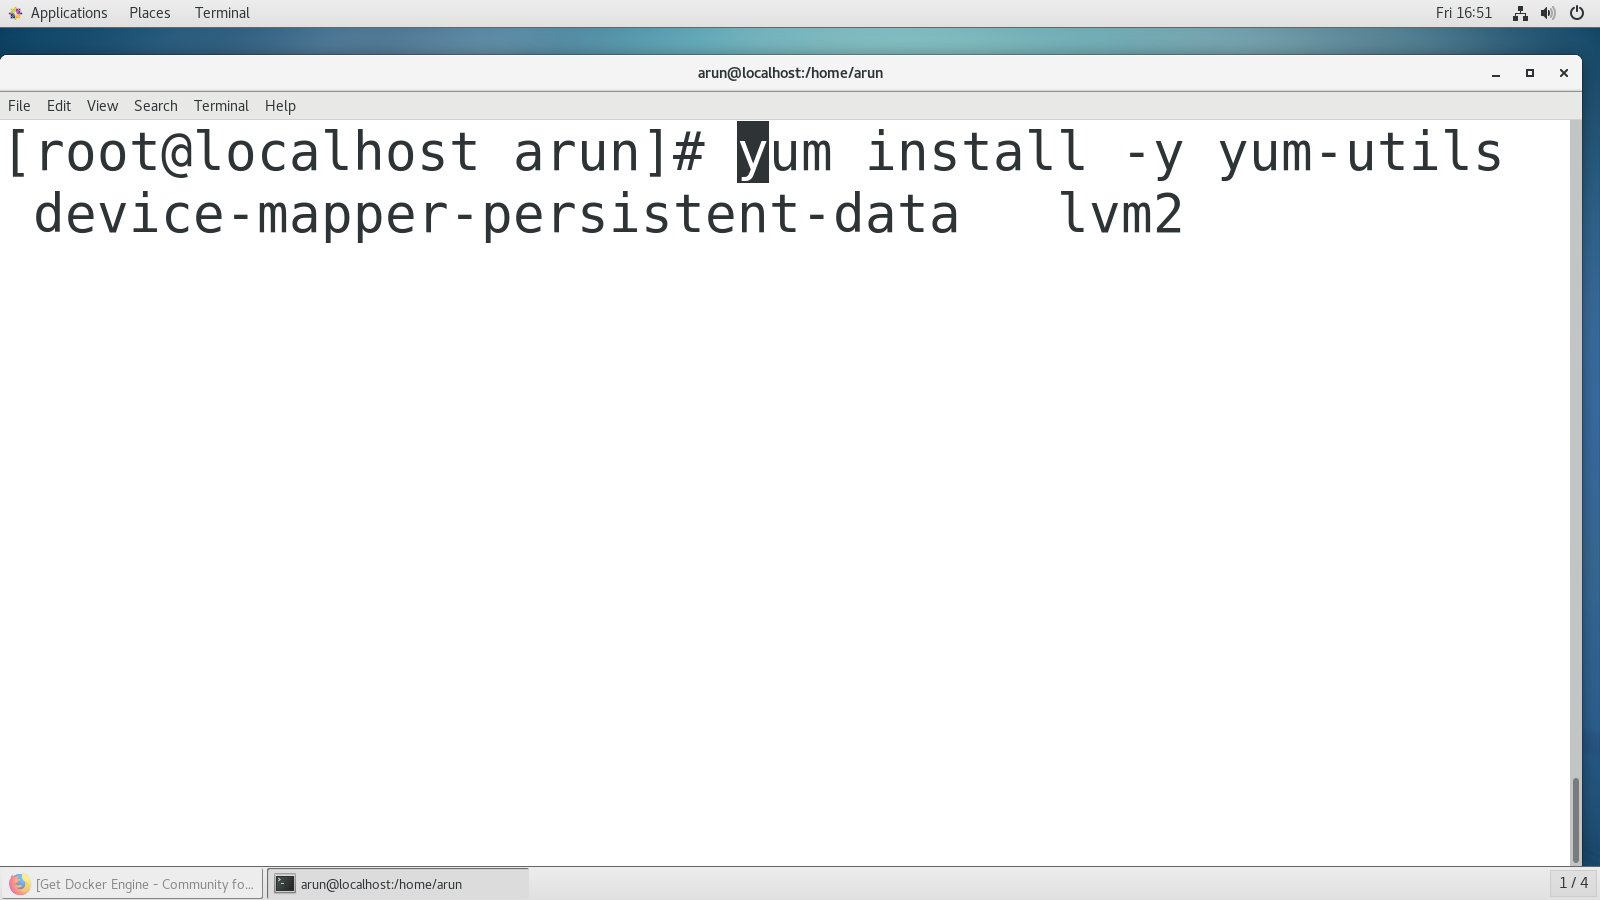 Applications Places Terminal Fri 16:51
arun@localhost:/home/arun
File Edit View Search Terminal Help
[root@localhost arun]# yum install -y yum-utils
device-mapper-persistent-data   lvm2
[Get Docker Engine - Community fo... arun@localhost:/home/arun 1 / 4